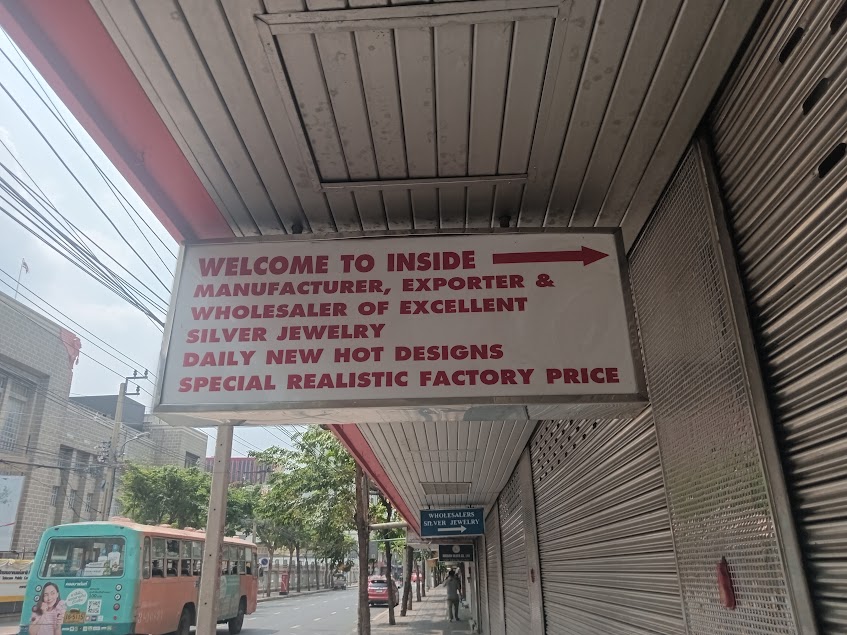 WELCOME TO INSIDE
MANUFACTURER, EXPORTER &
WHOLESALER OF EXCELLENT
SILVER JEWELRY
DAILY NEW HOT DESIGNS
SPECIAL REALISTIC FACTORY PRICE
WHOLESALERS
SILVER JEWELRY